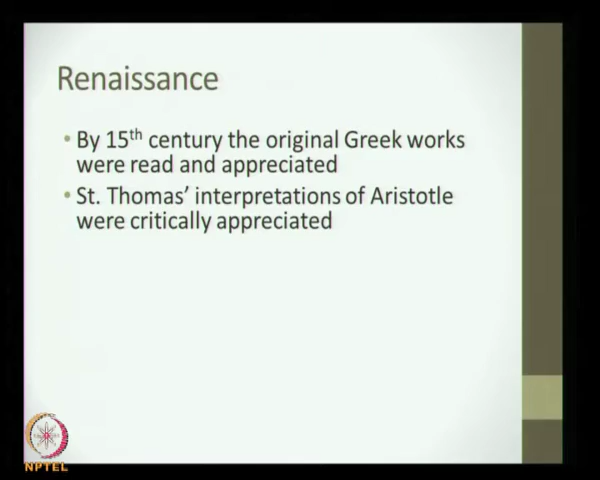 Renaissance
• By 15th century the original Greek works
were read and appreciated
• St. Thomas' interpretations of Aristotle
were critically appreciated
NPTEL